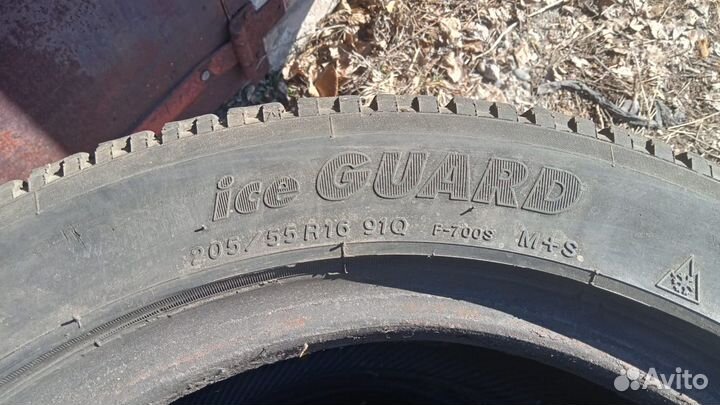 ice GUARD
205/55R16 91Q F-700S M+S
Avito